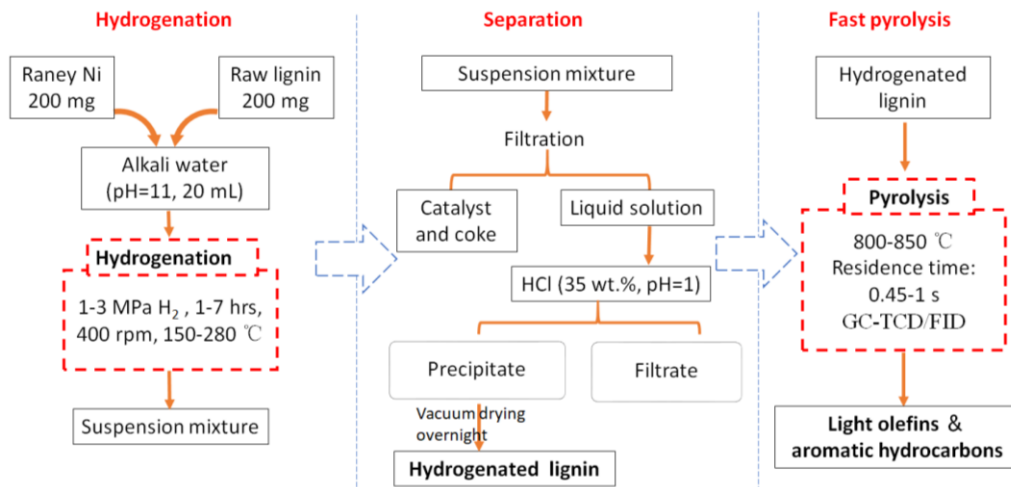 Hydrogenation
Raney Ni
200 mg
Raw lignin
200 mg
Alkali water
(pH=11, 20 mL)
Hydrogenation
1-3 MPa H₂ , 1-7 hrs,
400 rpm, 150-280 ℃
Suspension mixture
Separation
Suspension mixture
Filtration
Catalyst
and coke
Liquid solution
HCl (35 wt.%, pH=1)
Precipitate
Filtrate
Vacuum drying
overnight
Hydrogenated lignin
Fast pyrolysis
Hydrogenated
lignin
Pyrolysis
800-850 ℃
Residence time:
0.45-1 s
GC-TCD/FID
Light olefins &
aromatic hydrocarbons